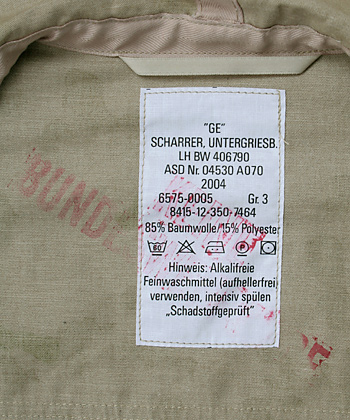 "GE"
SCHARRER, UNTERGRIESB.
LH BW 406790
ASD Nr. 04530 A070
2004
6575-0005 Gr. 3
8415-12-350-7464
85% Baumwolle/15% Polyester
60 P
Hinweis: Alkalifreie
Feinwaschmittel (aufhellerfrei)
verwenden, intensiv spülen
„Schadstoffgeprüft"
BUND